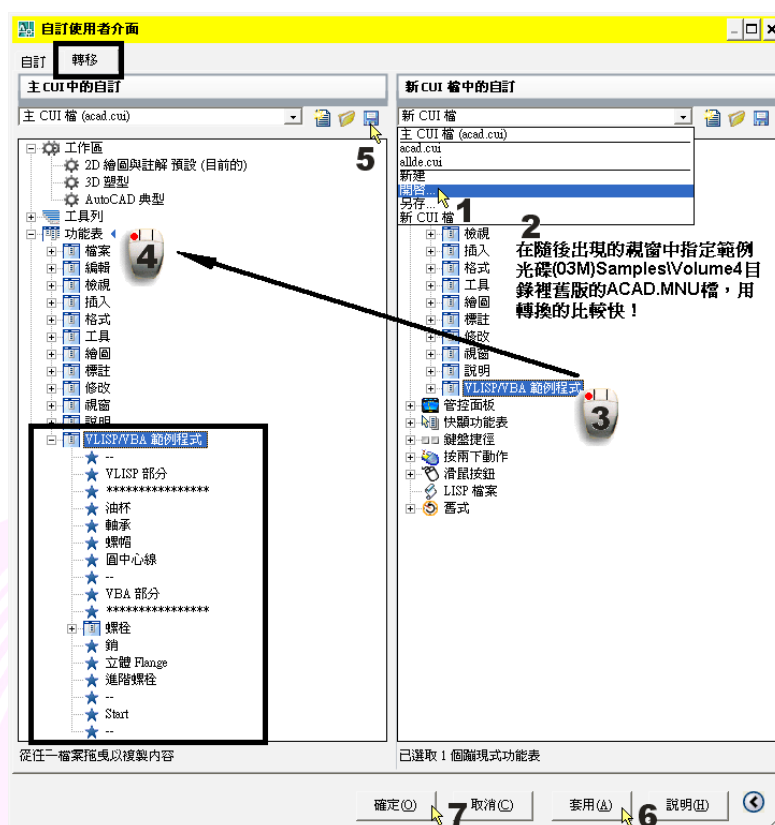 自訂使用者介面
自訂 轉移
主 CUI 中的自訂
主 CUI 檔 (acad.cui)
5
工作區
2D 繪圖與註解 預設 (目前的)
3D 塑型
AutoCAD 典型
工具列
功能表
4
檔案
編輯
檢視
插入
格式
工具
繪圖
標註
修改
視窗
說明
VLISP/VBA 範例程式
--
VLISP 部分
****************
油杯
軸承
螺帽
圓中心線
--
VBA 部分
****************
螺栓
銷
立體 Flange
進階螺栓
--
Start
--
從任一檔案拖曳以複製內容
新 CUI 檔中的自訂
新 CUI 檔
主 CUI 檔 (acad.cui)
acad.cui
allde.cui
新建
開啓...
另存...
新 CUI 檔
1
2
在隨後出現的視窗中指定範例
光碟(03M)Samples\Volume4目
錄裡舊版的ACAD.MNU檔，用
轉換的比較快！
檢視
插入
格式
工具
繪圖
標註
修改
視窗
說明
VLISP/VBA 範例程式
3
管控面板
快顯功能表
鍵盤捷徑
按兩下動作
滑鼠按鈕
LISP 檔案
舊式
已選取 1 個蹦現式功能表
確定(O) 7 取消(C) 套用(A) 6 說明(H)